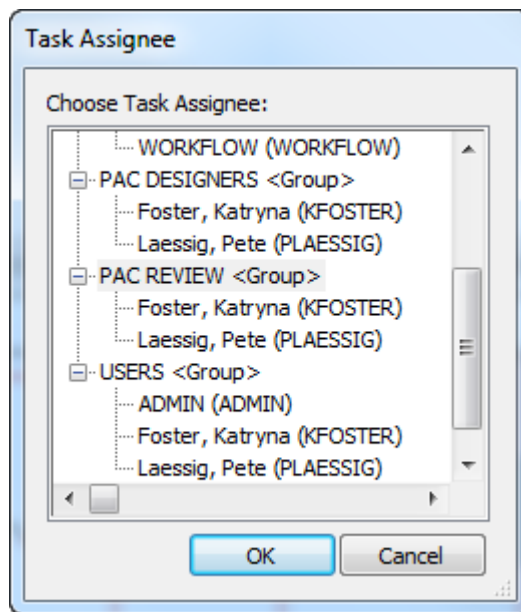 Task Assignee
Choose Task Assignee:
WORKFLOW (WORKFLOW)
PAC DESIGNERS <Group>
Foster, Katryna (KFOSTER)
Laessig, Pete (PLAESSIG)
PAC REVIEW <Group>
Foster, Katryna (KFOSTER)
Laessig, Pete (PLAESSIG)
USERS <Group>
ADMIN (ADMIN)
Foster, Katryna (KFOSTER)
Laessig, Pete (PLAESSIG)
OK Cancel